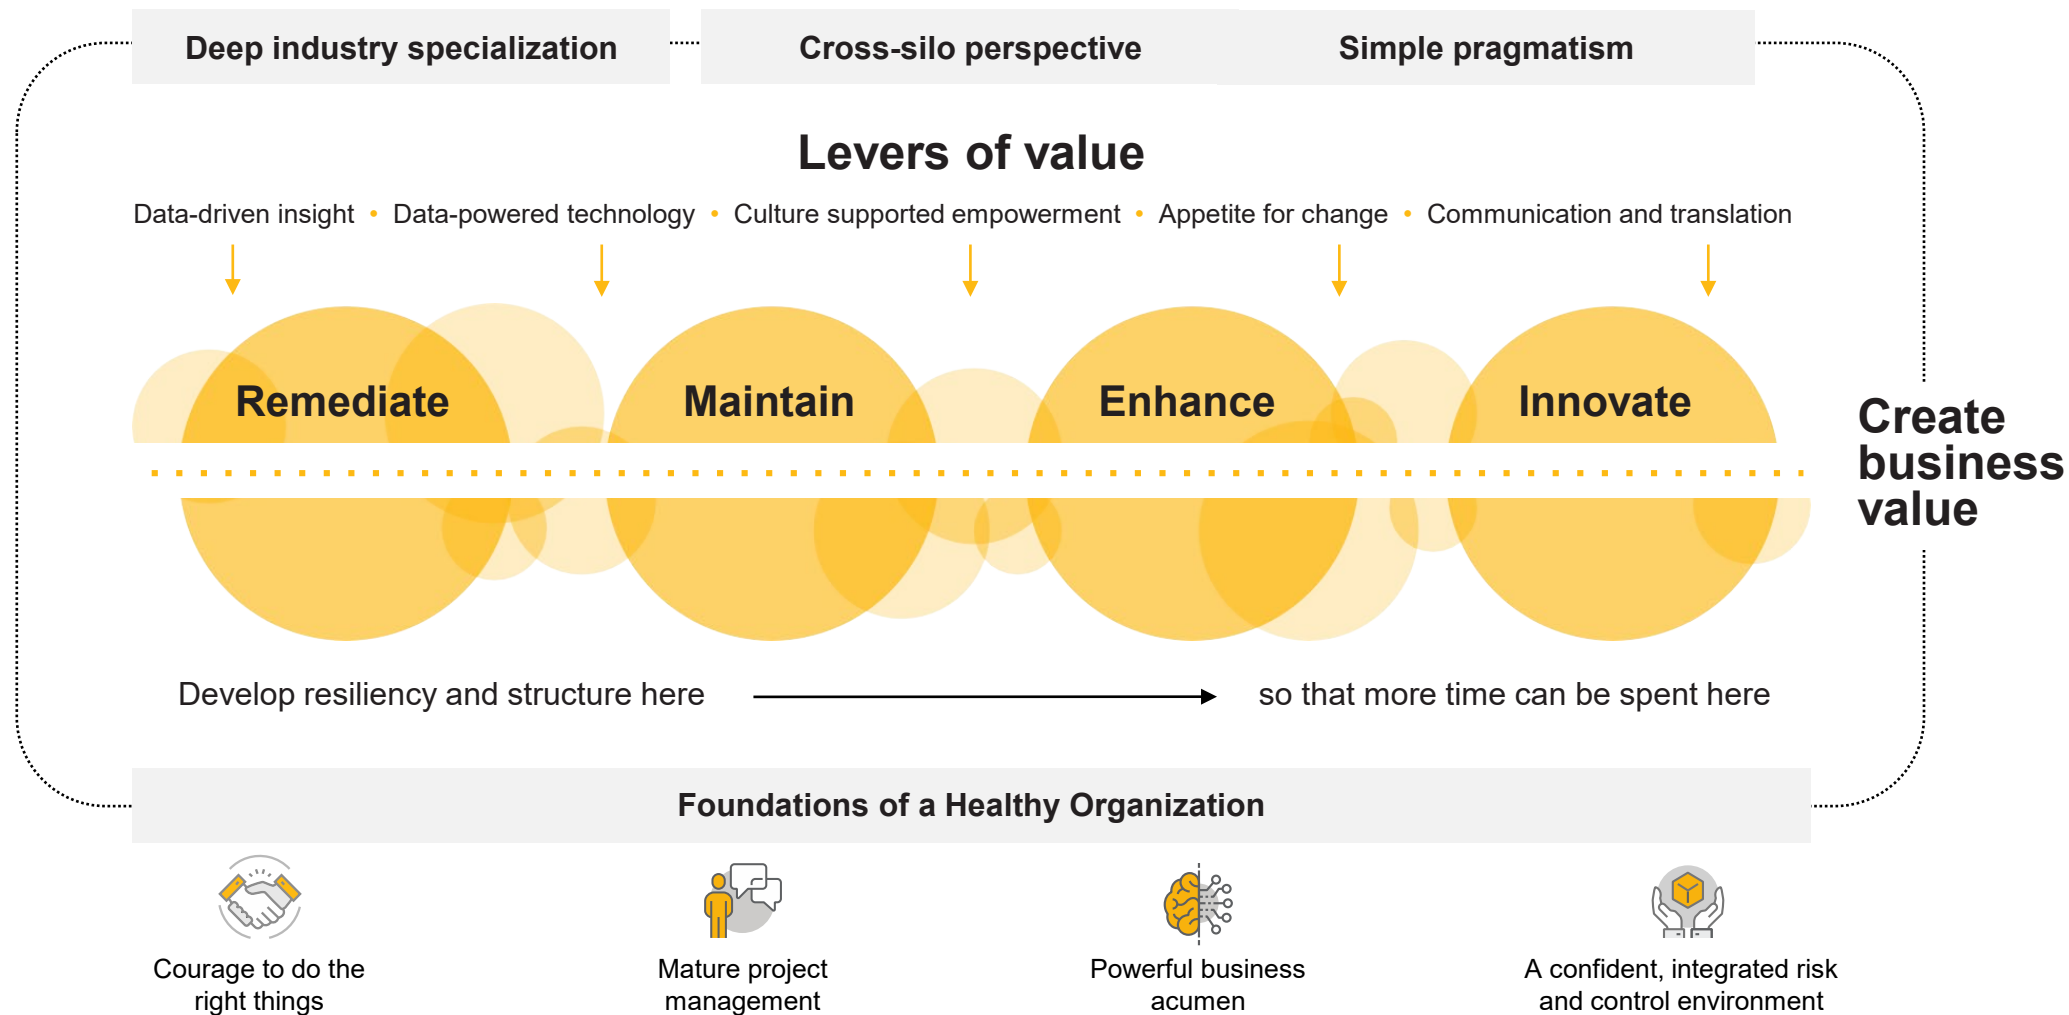 Deep industry specialization
Cross-silo perspective
Simple pragmatism
Levers of value
Data-driven insight • Data-powered technology • Culture supported empowerment • Appetite for change • Communication and translation
Remediate
Maintain
Enhance
Innovate
Create
business
value
Develop resiliency and structure here
so that more time can be spent here
Foundations of a Healthy Organization
Courage to do the
right things
Mature project
management
Powerful business
acumen
A confident, integrated risk
and control environment